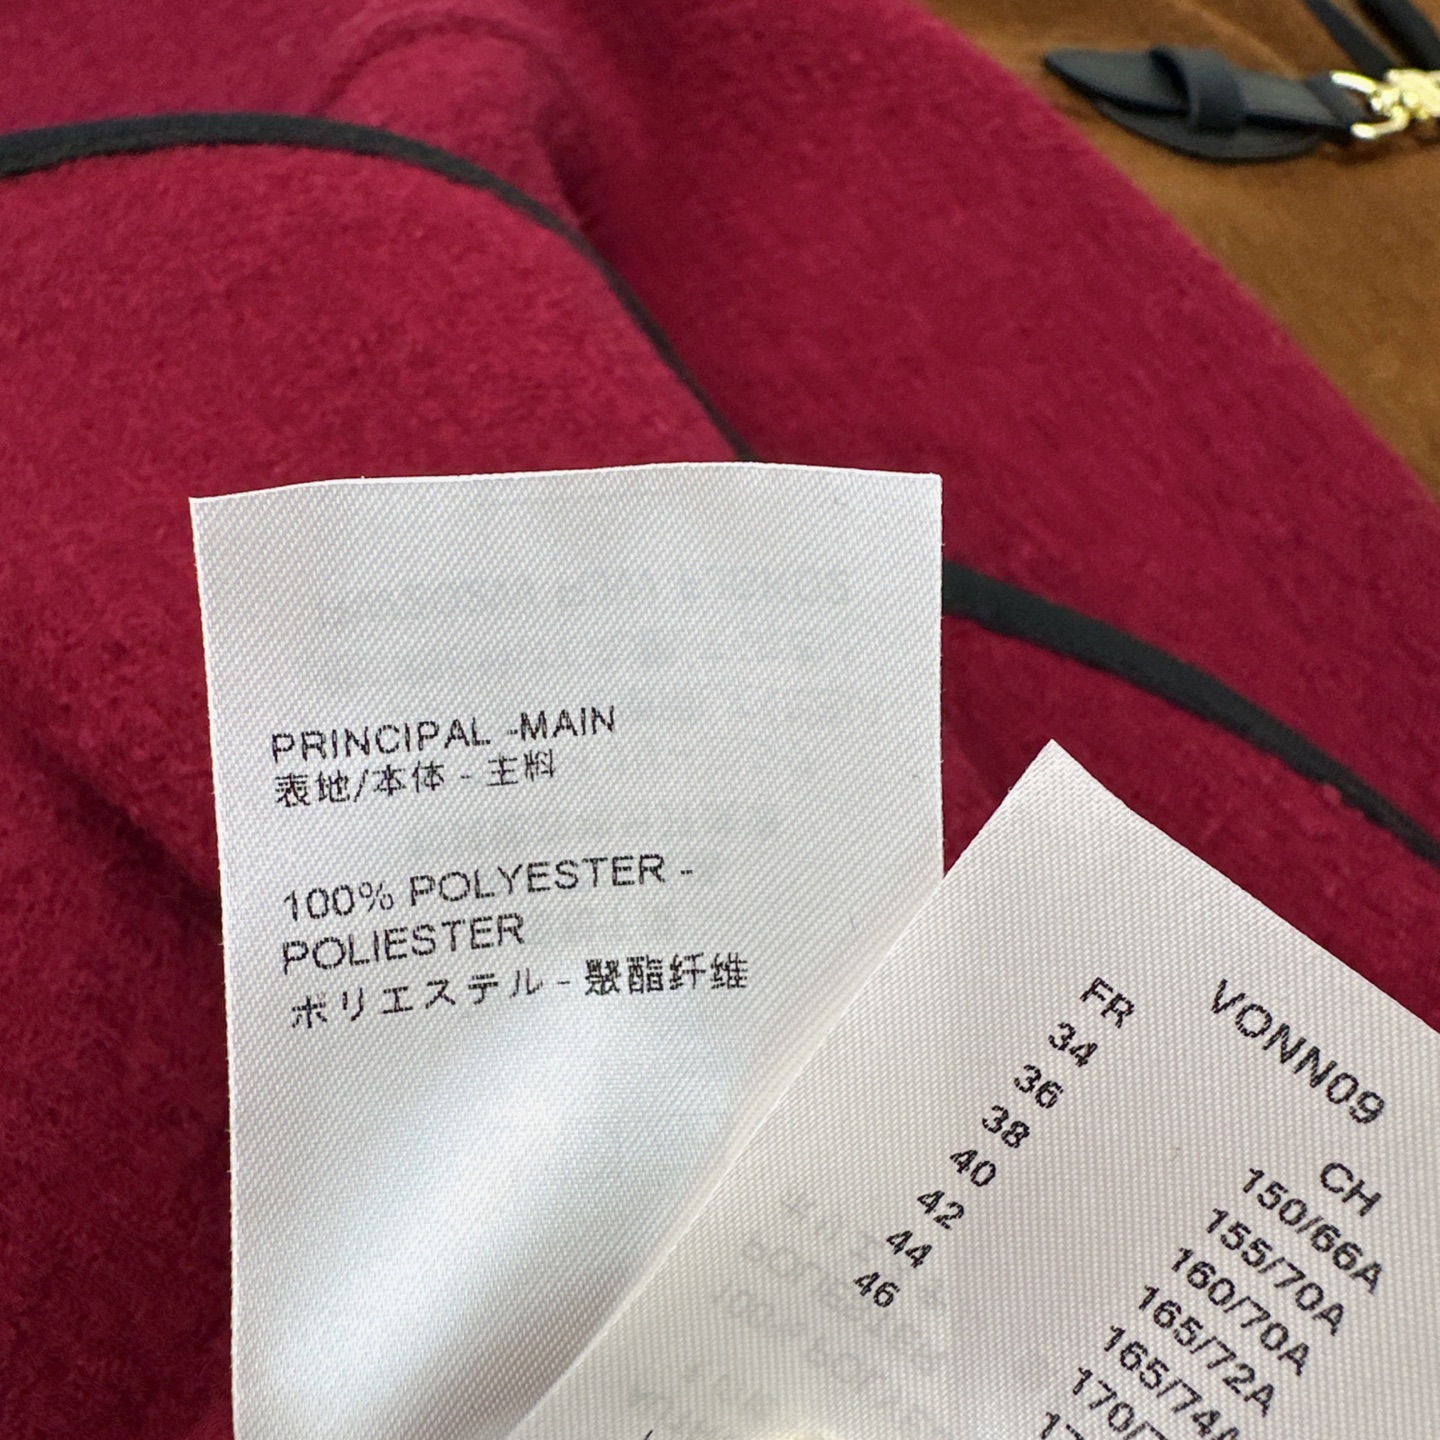 PRINCIPAL -MAIN
表地/本体 - 主料
100% POLYESTER -
POLIESTER
ポリエステル - 聚酯纤维
VONN09
FR
34
36
38
40
42
44
46
CH
150/66A
155/70A
160/70A
165/72A
165/74A